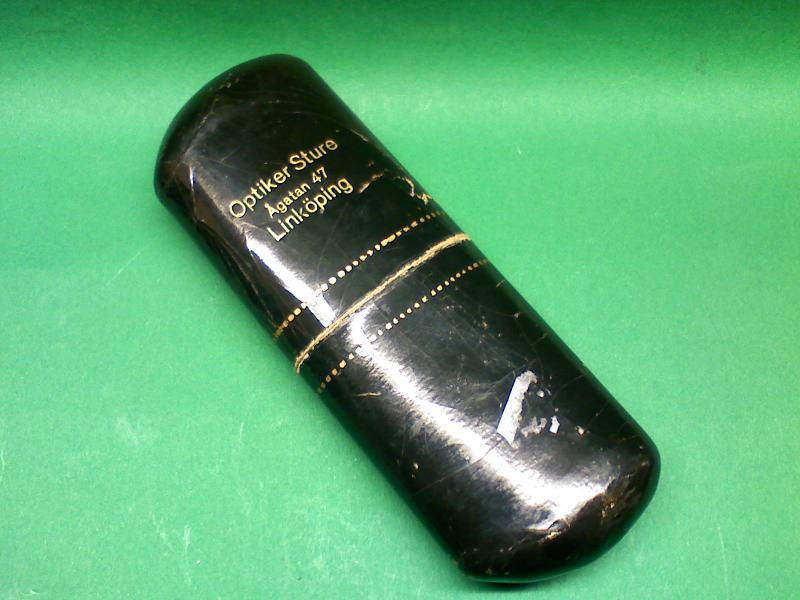 Optiker Sture
Ågatan 47
Linköping